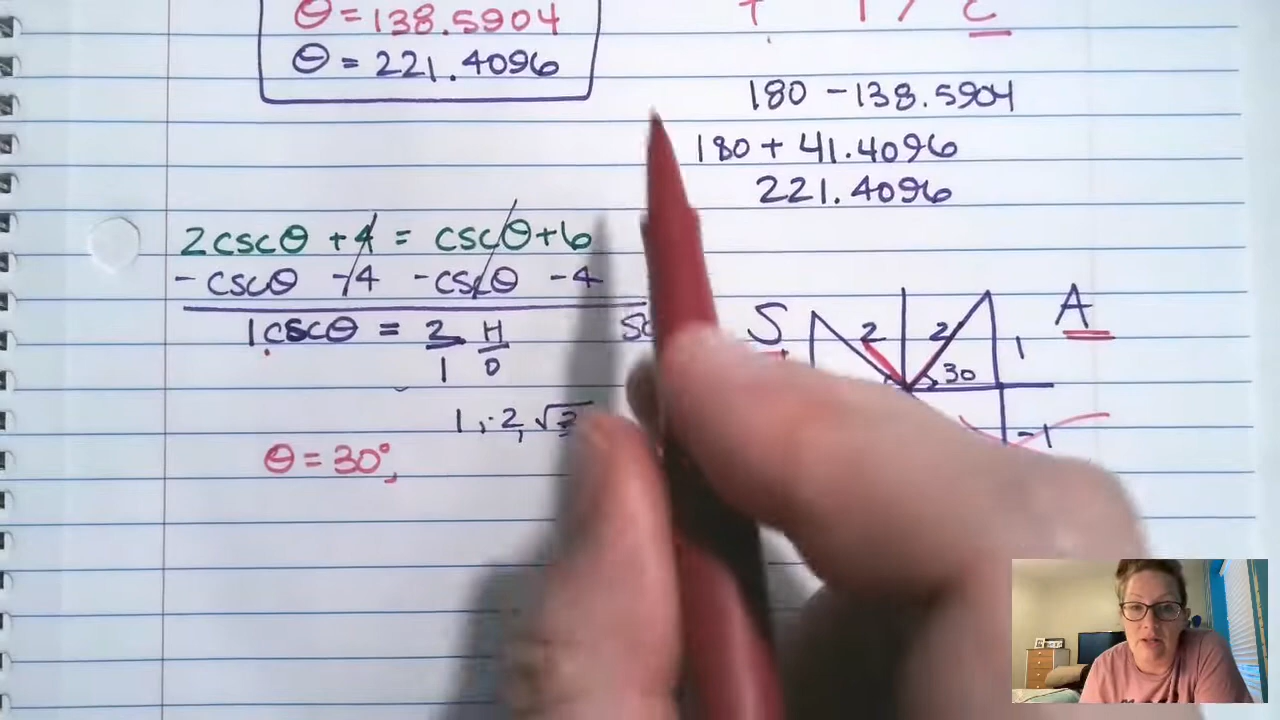 θ = 138.5904
θ = 221.4096
180 - 138.5904
180 + 41.4096
221.4096
2cscθ + 4 = cscθ + 6
- cscθ - 4 - cscθ - 4
1cscθ = 2/1 H/O
S
A
2 2 1
30
-1
1, 2,
θ = 30°,